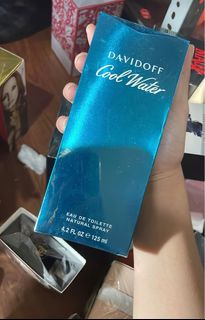 DAVIDOFF
Cool Water
EAU DE TOILETTE
NATURAL SPRAY
4.2 FL OZ ℮ 125 ml